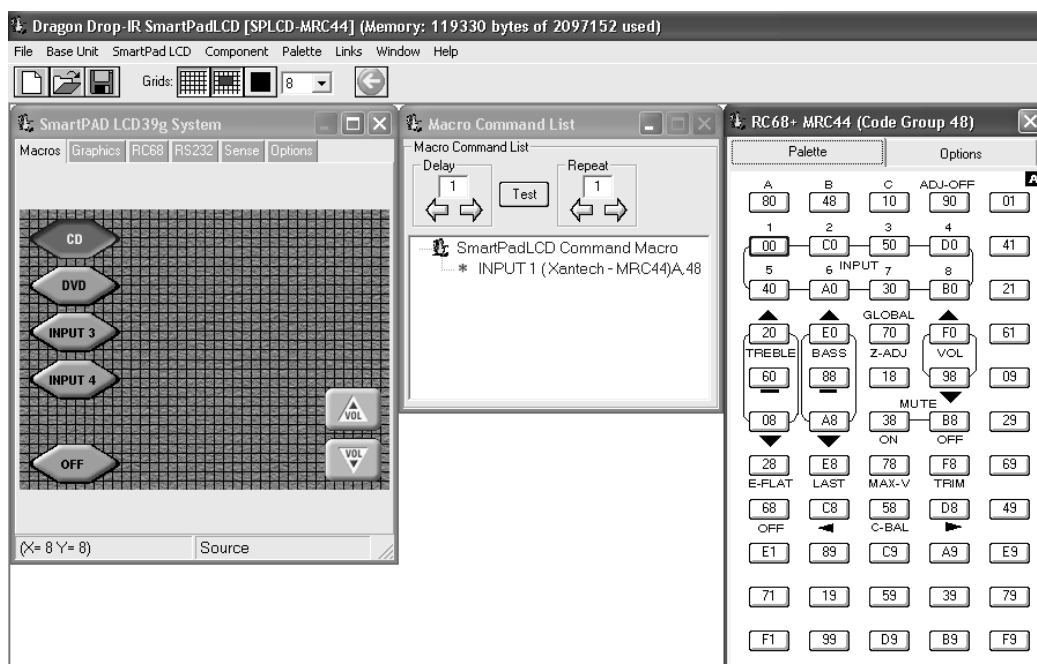 Dragon Drop-IR SmartPadLCD [SPLCD-MRC44] (Memory: 119330 bytes of 2097152 used)
File Base Unit SmartPad LCD Component Palette Links Window Help
Grids: 8
SmartPAD LCD39g System
Macros Graphics RC68 RS232 Sense Options
CD
DVD
INPUT 3
INPUT 4
VOL
OFF
VOL
(X= 8 Y= 8) Source
Macro Command List
Macro Command List
Delay Repeat
1 Test 1
SmartPadLCD Command Macro
* INPUT 1 (Xantech - MRC44)A.48
RC68+ MRC44 (Code Group 48)
Palette Options
A
A B C ADJ-OFF
80 48 10 90 01
1 2 3 4
00 C0 50 D0 41
5 6 INPUT 7 8
40 A0 30 B0 21
GLOBAL
20 E0 70 F0 61
TREBLE BASS Z-ADJ VOL
60 88 18 98 09
MUTE
08 A8 38 B8 29
ON OFF
28 E8 78 F8 69
E-FLAT LAST MAX-V TRIM
68 C8 58 D8 49
OFF C-BAL
E1 89 C9 A9 E9
71 19 59 39 79
F1 99 D9 B9 F9